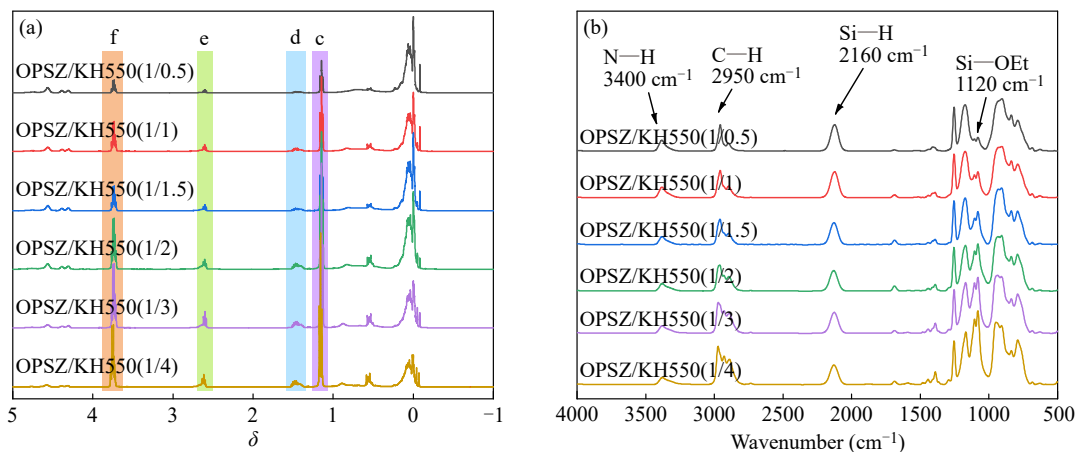 (a)
f
e
d
c
OPSZ/KH550(1/0.5)
OPSZ/KH550(1/1)
OPSZ/KH550(1/1.5)
OPSZ/KH550(1/2)
OPSZ/KH550(1/3)
OPSZ/KH550(1/4)
5 4 3 2 1 0 −1
δ
(b)
N—H
3400 cm⁻¹
C—H
2950 cm⁻¹
Si—H
2160 cm⁻¹
Si—OEt
1120 cm⁻¹
OPSZ/KH550(1/0.5)
OPSZ/KH550(1/1)
OPSZ/KH550(1/1.5)
OPSZ/KH550(1/2)
OPSZ/KH550(1/3)
OPSZ/KH550(1/4)
4000 3500 3000 2500 2000 1500 1000 500
Wavenumber (cm⁻¹)